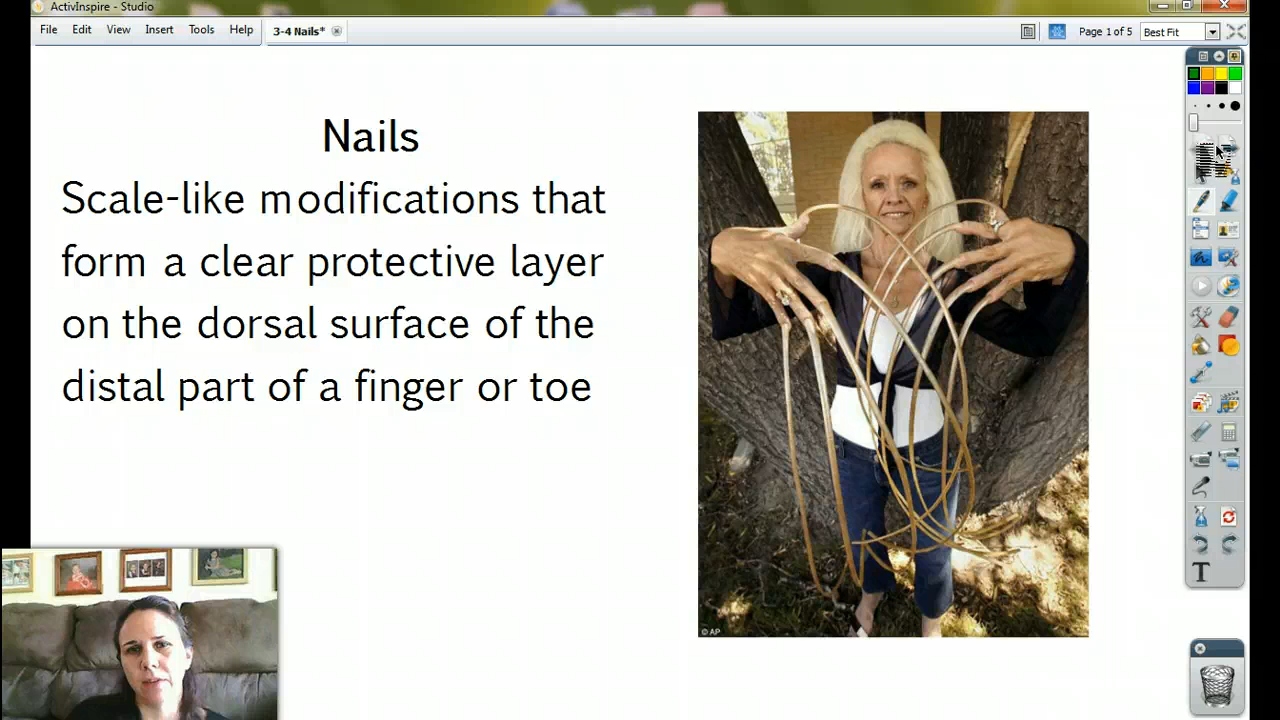 ActivInspire - Studio
File Edit View Insert Tools Help 3-4 Nails* Page 1 of 5 Best Fit
Nails
Scale-like modifications that
form a clear protective layer
on the dorsal surface of the
distal part of a finger or toe
© AP
T